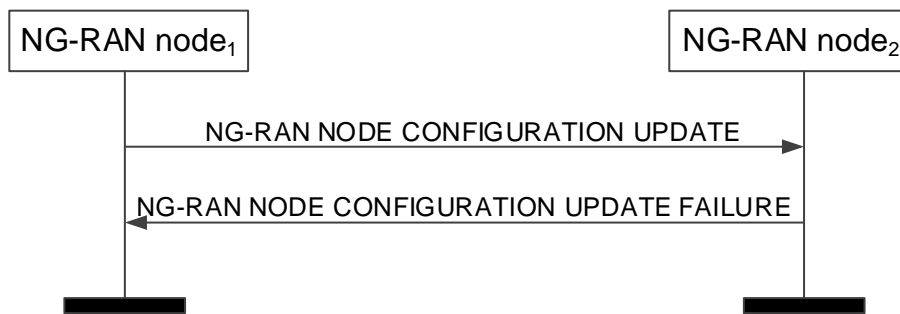 NG-RAN node₁
NG-RAN node₂
NG-RAN NODE CONFIGURATION UPDATE
NG-RAN NODE CONFIGURATION UPDATE FAILURE